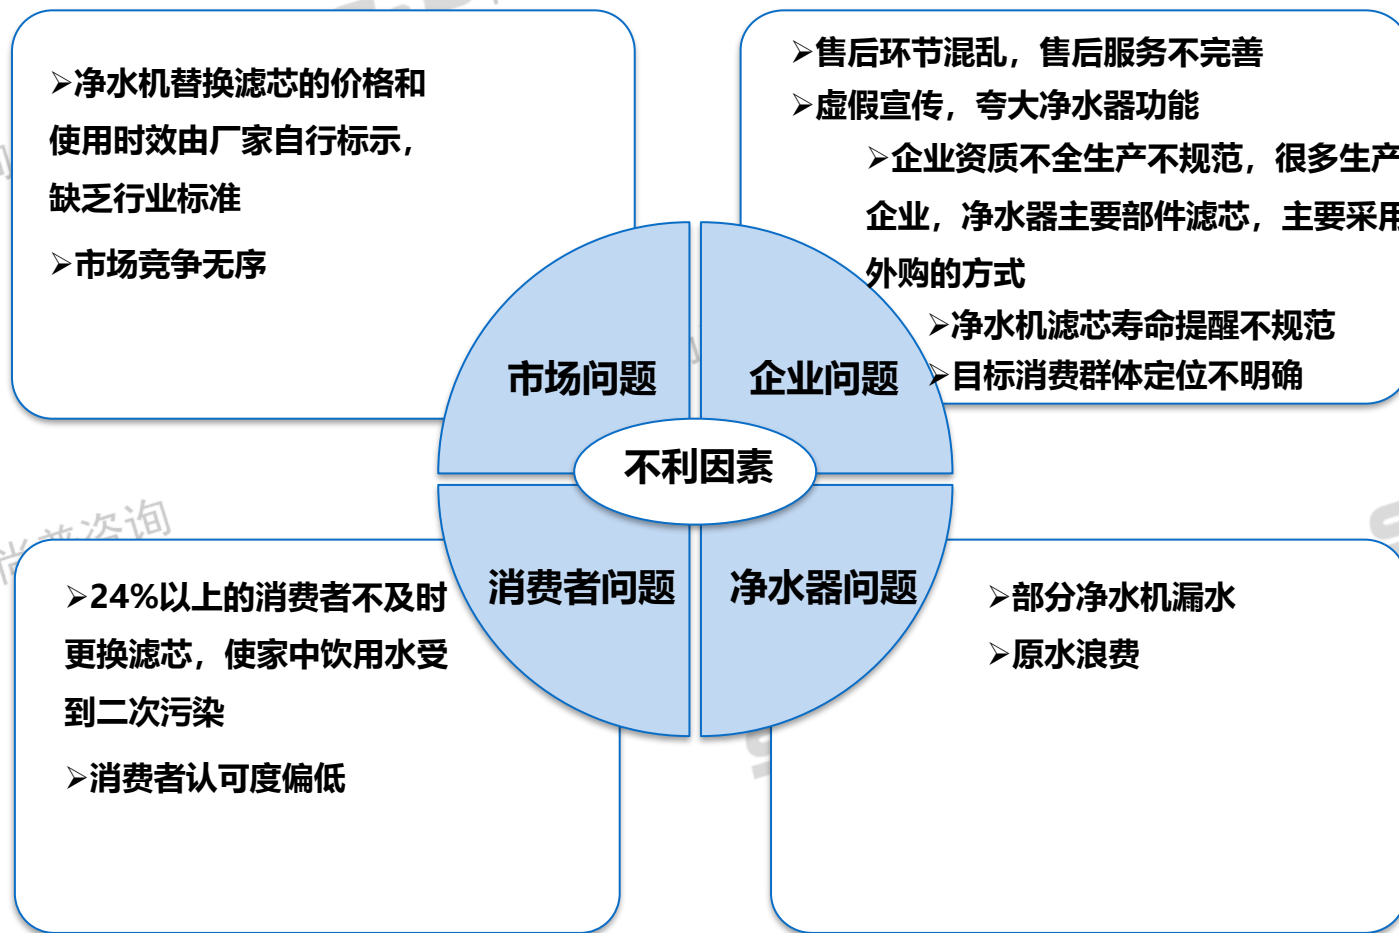 ➢净水机替换滤芯的价格和
使用时效由厂家自行标示，
缺乏行业标准
➢市场竞争无序
➢售后环节混乱，售后服务不完善
➢虚假宣传，夸大净水器功能
➢企业资质不全生产不规范，很多生产
企业，净水器主要部件滤芯，主要采用
外购的方式
➢净水机滤芯寿命提醒不规范
➢目标消费群体定位不明确
市场问题
企业问题
不利因素
消费者问题
净水器问题
➢24%以上的消费者不及时
更换滤芯，使家中饮用水受
到二次污染
➢消费者认可度偏低
➢部分净水机漏水
➢原水浪费
尚普咨询